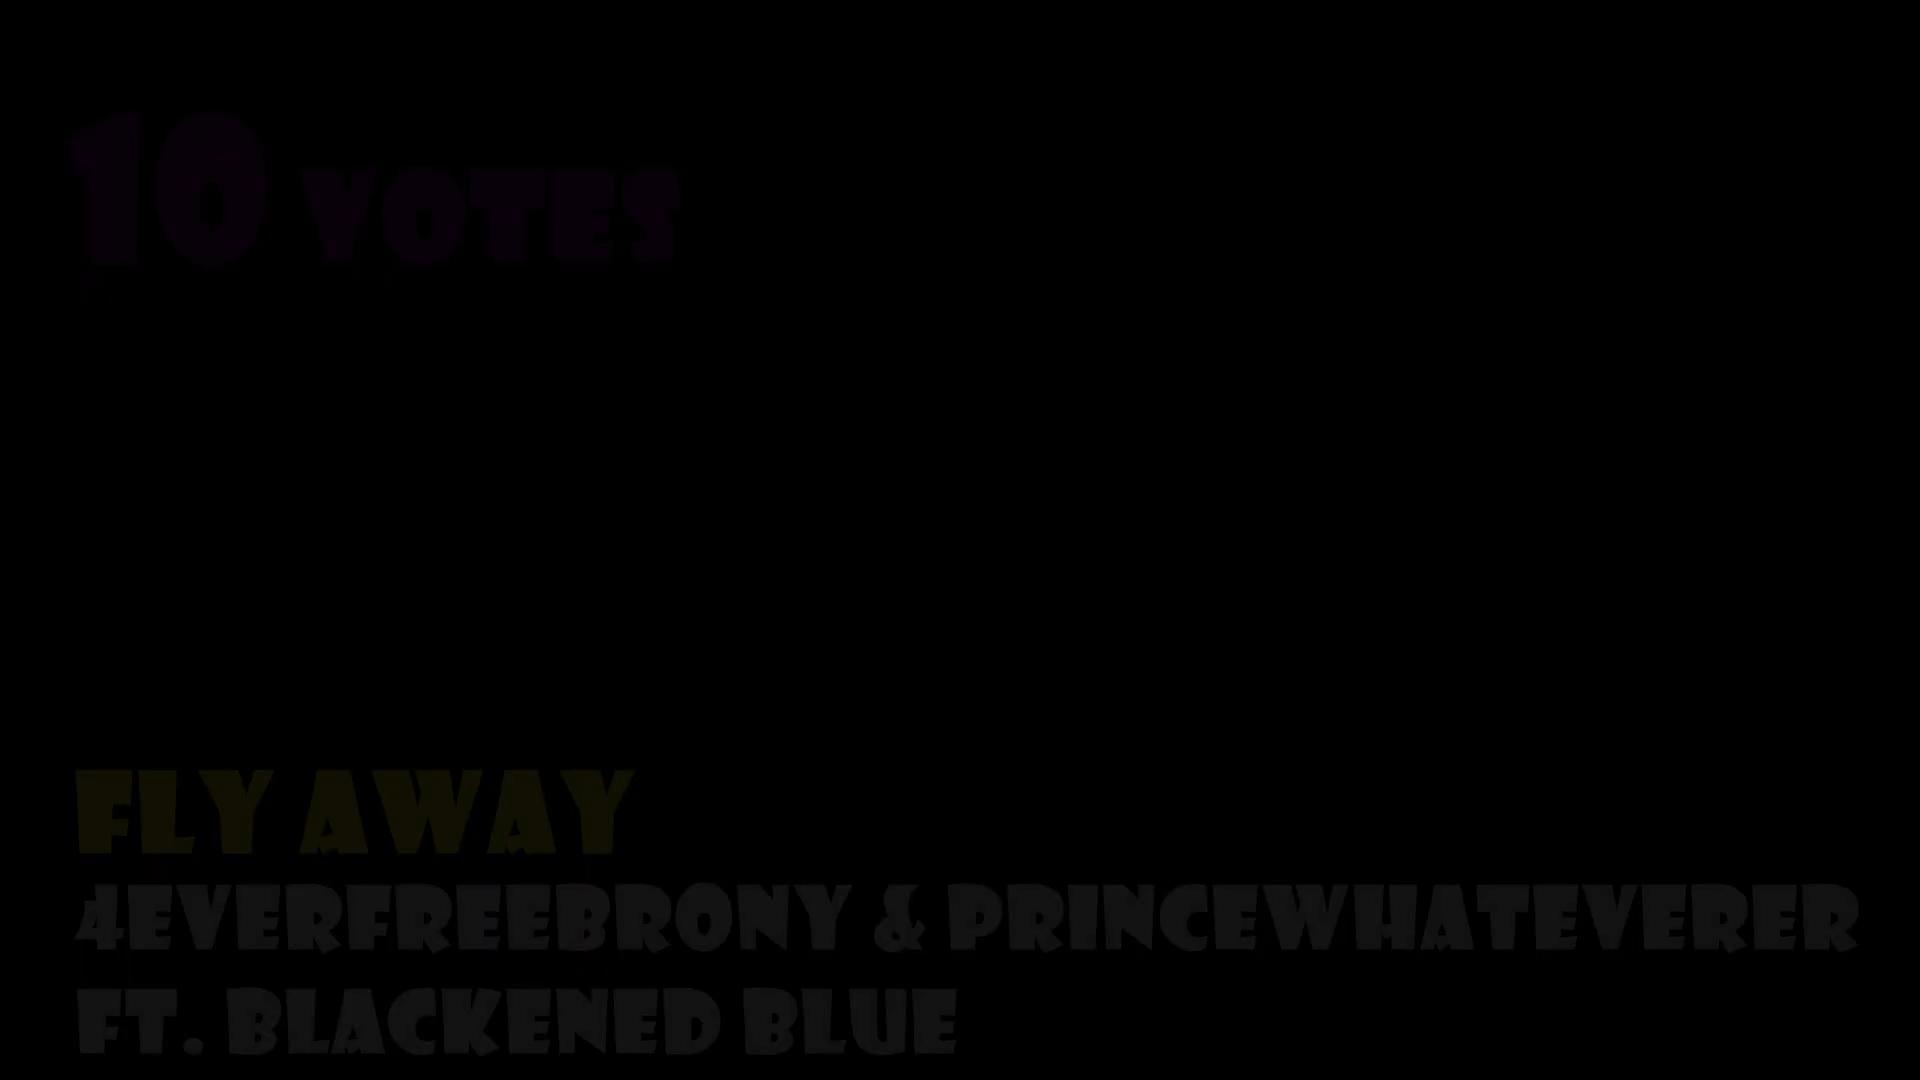 10 VOTES
FLY AWAY
4EVERFREEBRONY & PRINCEWHATEVERER
FT. BLACKENED BLUE